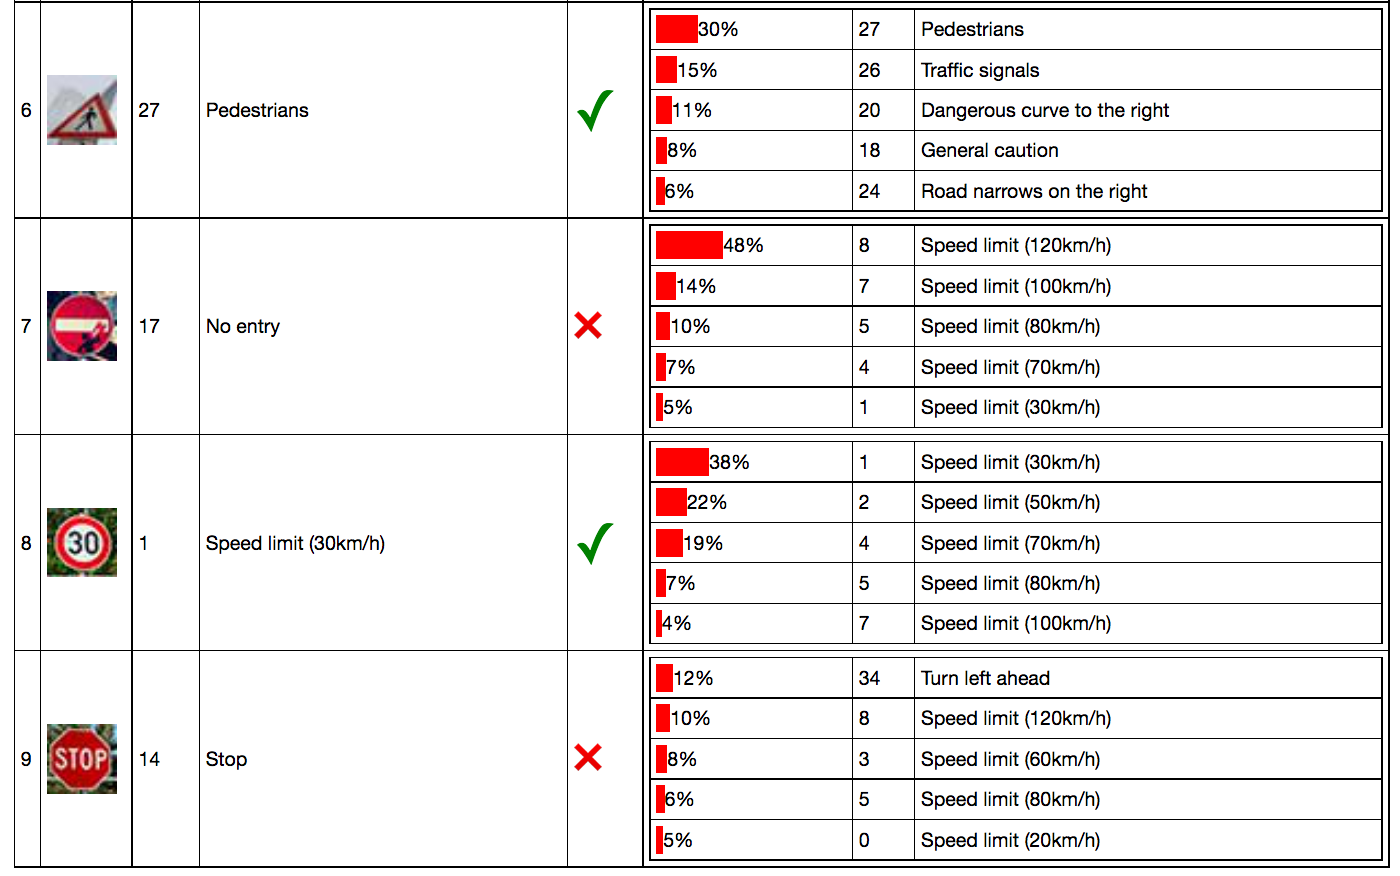 6 27 Pedestrians ✓
30% 27 Pedestrians
15% 26 Traffic signals
11% 20 Dangerous curve to the right
8% 18 General caution
6% 24 Road narrows on the right
7 17 No entry ✕
48% 8 Speed limit (120km/h)
14% 7 Speed limit (100km/h)
10% 5 Speed limit (80km/h)
7% 4 Speed limit (70km/h)
5% 1 Speed limit (30km/h)
8 30 1 Speed limit (30km/h) ✓
38% 1 Speed limit (30km/h)
22% 2 Speed limit (50km/h)
19% 4 Speed limit (70km/h)
7% 5 Speed limit (80km/h)
4% 7 Speed limit (100km/h)
9 STOP 14 Stop ✕
12% 34 Turn left ahead
10% 8 Speed limit (120km/h)
8% 3 Speed limit (60km/h)
6% 5 Speed limit (80km/h)
5% 0 Speed limit (20km/h)